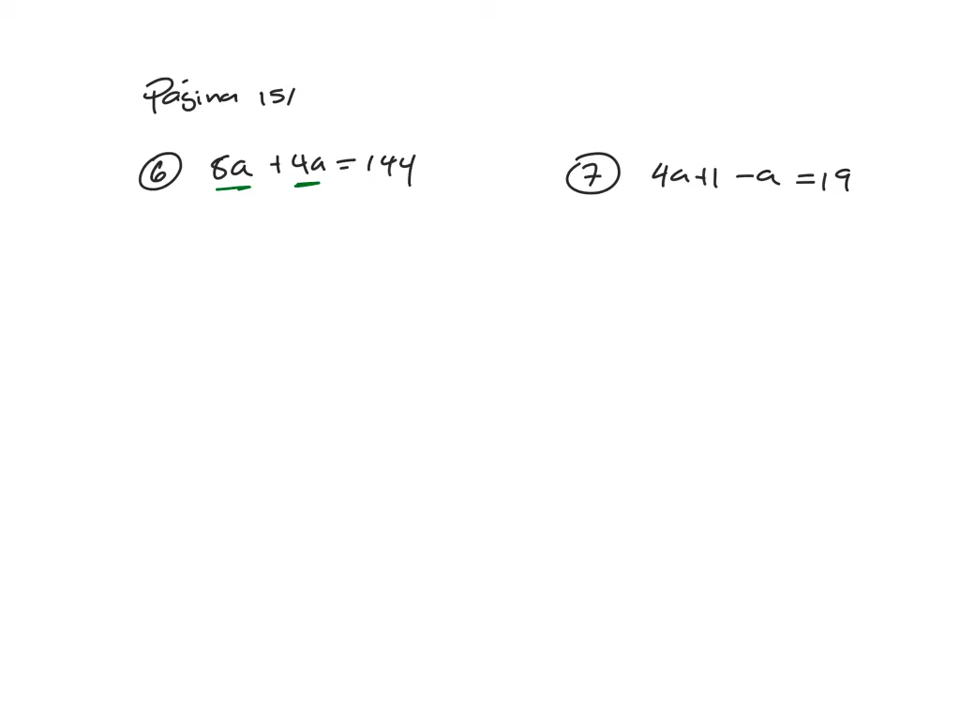 Página 151
⑥ 8a + 4a = 144
⑦ 4a + 1 - a = 19